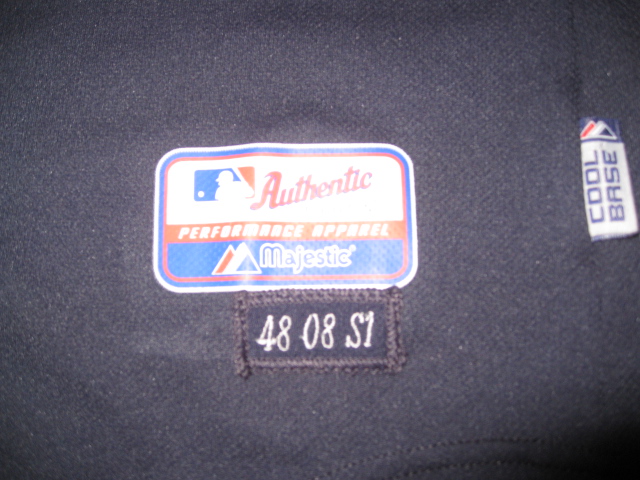 Authentic
PERFORMANCE APPAREL
Majestic®
48 08 S1
COOL
BASE